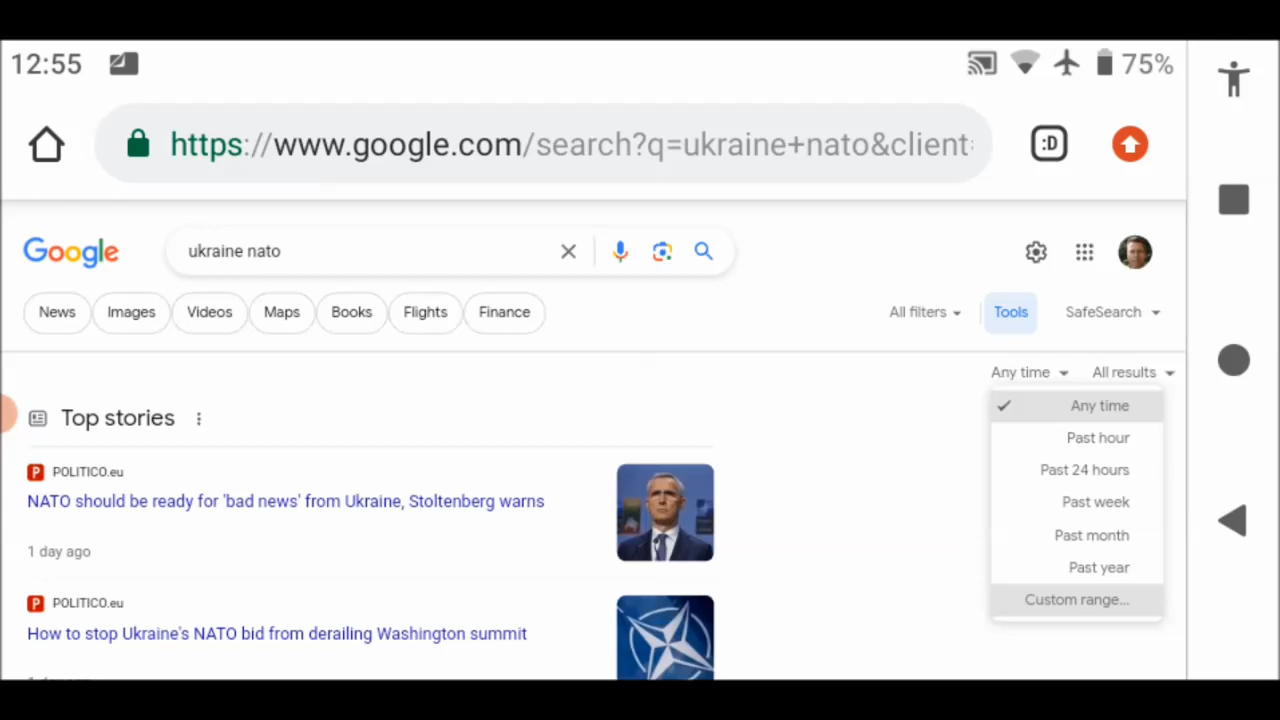 12:55
75%
https://www.google.com/search?q=ukraine+nato&client=
:D
Google
ukraine nato
News
Images
Videos
Maps
Books
Flights
Finance
All filters
Tools
SafeSearch
Any time
All results
Any time
Past hour
Past 24 hours
Past week
Past month
Past year
Custom range...
Top stories
P POLITICO.eu
NATO should be ready for 'bad news' from Ukraine, Stoltenberg warns
1 day ago
P POLITICO.eu
How to stop Ukraine's NATO bid from derailing Washington summit